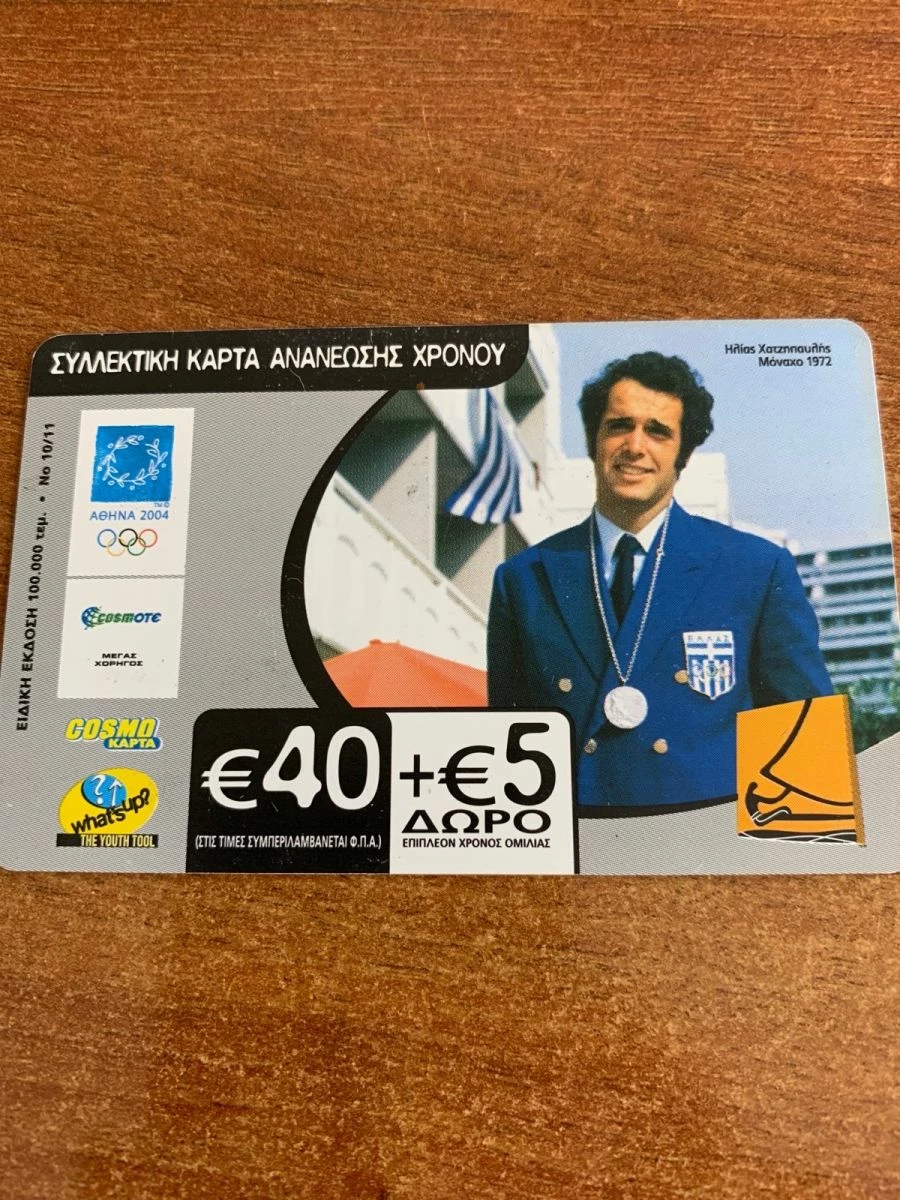 ΣΥΛΛΕΚΤΙΚΗ ΚΑΡΤΑ ΑΝΑΝΕΩΣΗΣ ΧΡΟΝΟΥ
Ηλίας Χατζηπαυλής
Μόναχο 1972
ΕΙΔΙΚΗ ΕΚΔΟΣΗ 100.000 τεμ. • Νο 10/11
ΑΘΗΝΑ 2004
COSMOTE
ΜΕΓΑΣ
ΧΟΡΗΓΟΣ
COSMO
ΚΑΡΤΑ
what'sup?
THE YOUTH TOOL
€40
(ΣΤΙΣ ΤΙΜΕΣ ΣΥΜΠΕΡΙΛΑΜΒΑΝΕΤΑΙ Φ.Π.Α.)
+€5
ΔΩΡΟ
ΕΠΙΠΛΕΟΝ ΧΡΟΝΟΣ ΟΜΙΛΙΑΣ
ΕΛΛΑΣ